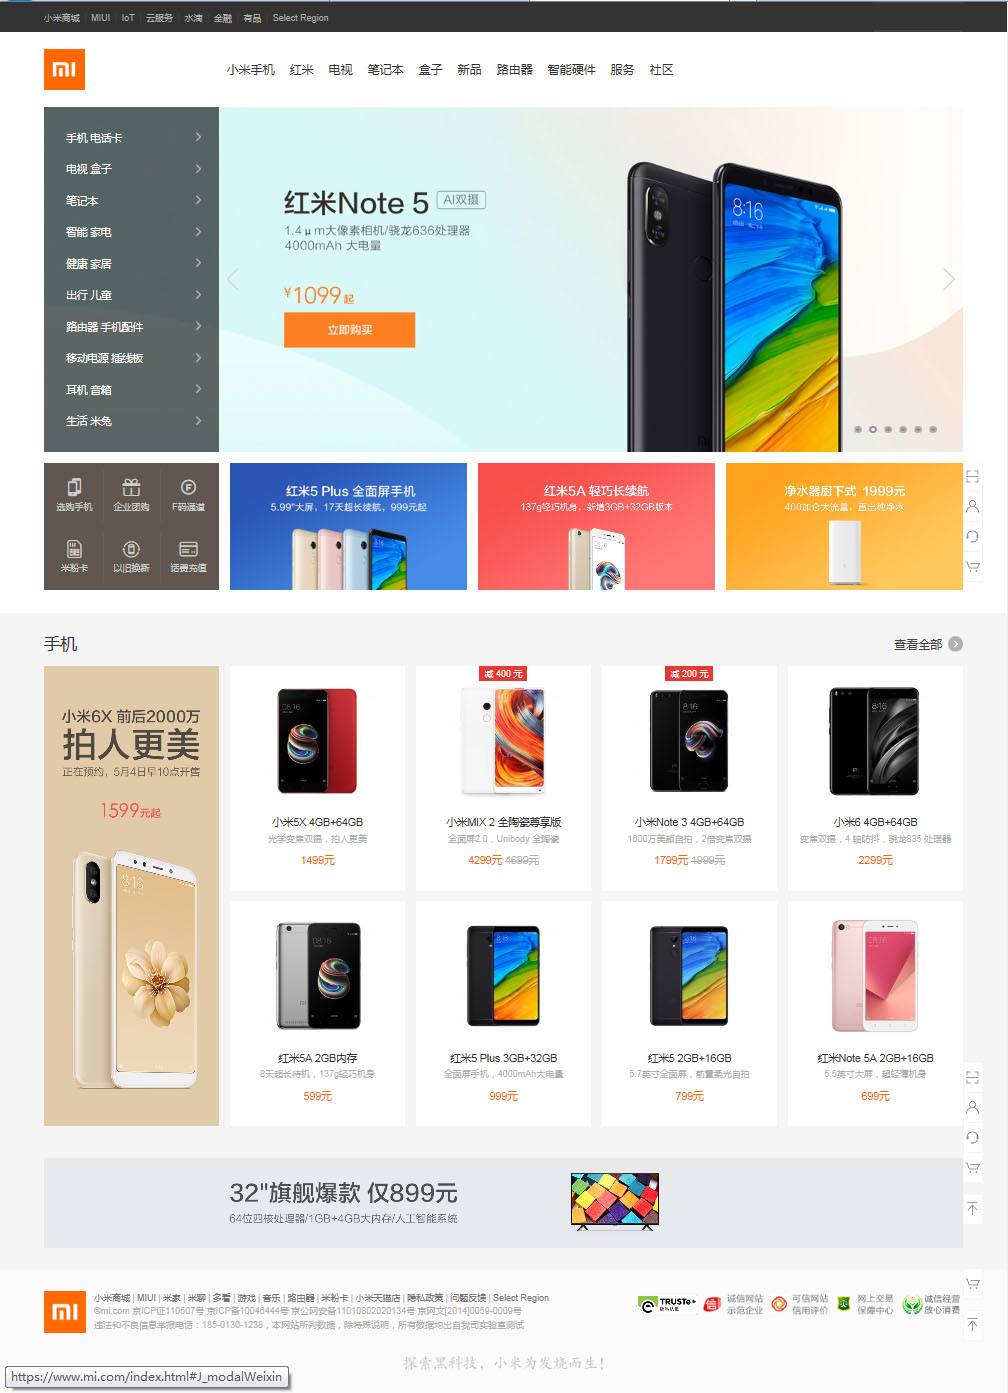 小米商城 | MIUI | IoT | 云服务 | 水滴 | 金融 | 有品 | Select Region
小米手机 红米 电视 笔记本 盒子 新品 路由器 智能硬件 服务 社区
手机 电话卡
电视 盒子
笔记本
智能 家电
健康 家居
出行 儿童
路由器 手机配件
移动电源 插线板
耳机 音箱
生活 米兔
红米Note 5 AI双摄
1.4μm大像素相机/骁龙636处理器
4000mAh 大电量
¥1099起
立即购买
选购手机 企业团购 F码通道
米粉卡 以旧换新 话费充值
红米5 Plus 全面屏手机
5.99"大屏，17天超长续航，999元起
红米5A 轻巧长续航
137g轻巧机身，新增3GB+32GB版本
净水器厨下式 1999元
400加仑大流量，直出纯净水
手机
查看全部
小米6X 前后2000万
拍人更美
正在预约，5月4日早10点开售
1599元起
小米5X 4GB+64GB
光学变焦双摄，拍人更美
1499元
减 400 元
小米MIX 2 全陶瓷尊享版
全面屏2.0，Unibody 全陶瓷
4299元 4699元
减 200 元
小米Note 3 4GB+64GB
1600万美颜自拍，2倍变焦双摄
1799元 1999元
小米6 4GB+64GB
变焦双摄，4 轴防抖，骁龙835 处理器
2299元
红米5A 2GB内存
8天超长待机，137g轻巧机身
599元
红米5 Plus 3GB+32GB
全面屏手机，4000mAh大电量
999元
红米5 2GB+16GB
5.7英寸全面屏，前置柔光自拍
799元
红米Note 5A 2GB+16GB
5.5英寸大屏，超轻薄机身
699元
32"旗舰爆款 仅899元
64位四核处理器/1GB+4GB大内存/人工智能系统
小米商城 | MIUI | 米家 | 米聊 | 多看 | 游戏 | 音乐 | 路由器 | 米粉卡 | 小米天猫店 | 隐私政策 | 问题反馈 | Select Region
©mi.com 京ICP证110507号 京ICP备10046444号 京公网安备11010802020134号 京网文[2014]0059-0009号
违法和不良信息举报电话：185-0130-1238，本网站所列数据，除特殊说明，所有数据均出自我司实验室测试
TRUSTe
诚信网站
示范企业
可信网站
信用评价
网上交易
保障中心
诚信经营
放心消费
探索黑科技，小米为发烧而生！
https://www.mi.com/index.html#J_modalWeixin